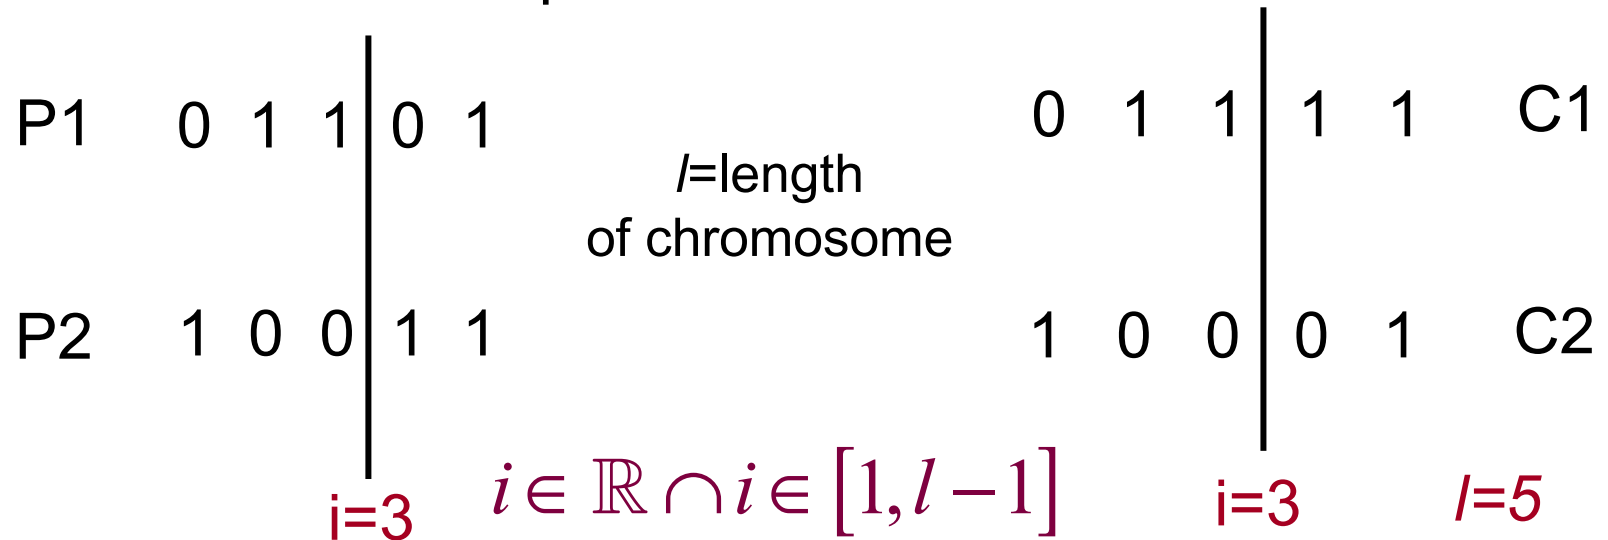 P1 0 1 1 0 1 0 1 1 1 1 C1
l=length
of chromosome
P2 1 0 0 1 1 1 0 0 0 1 C2
i=3 i ∈ ℝ ∩ i ∈ [1, l − 1] i=3 l=5